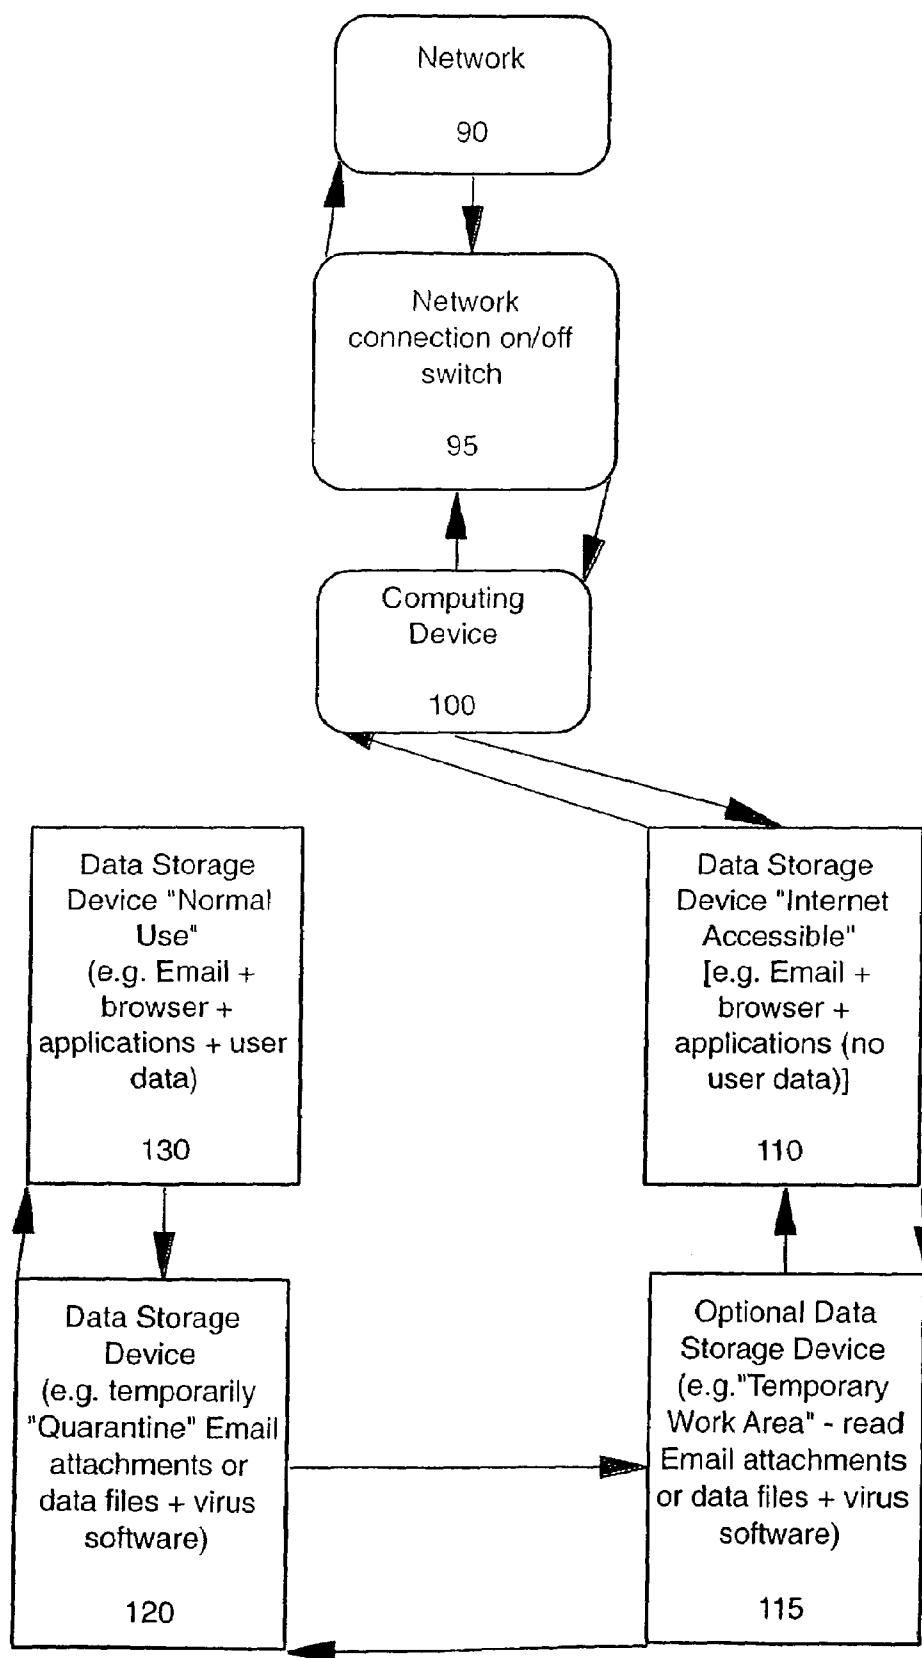 Network
90
Network
connection on/off
switch
95
Computing
Device
100
Data Storage
Device "Normal
Use"
(e.g. Email +
browser +
applications + user
data)
130
Data Storage
Device "Internet
Accessible"
[e.g. Email +
browser +
applications (no
user data)]
110
Data Storage
Device
(e.g. temporarily
"Quarantine" Email
attachments or
data files + virus
software)
120
Optional Data
Storage Device
(e.g."Temporary
Work Area" - read
Email attachments
or data files + virus
software)
115